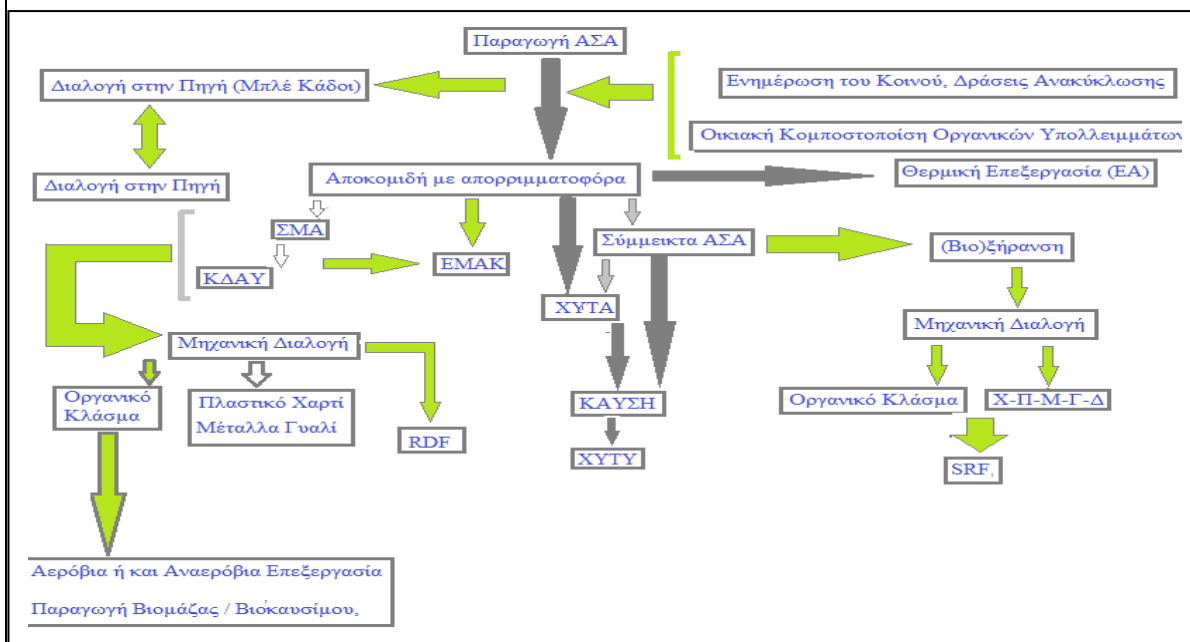 Παραγωγή ΑΣΑ
Διαλογή στην Πηγή (Μπλέ Κάδοι)
Ενημέρωση του Κοινού, Δράσεις Ανακύκλωσης
Οικιακή Κομποστοποίση Οργανικών Υπολλειμμάτων
Διαλογή στην Πηγή
Αποκομιδή με απορριμματοφόρα
Θερμική Επεξεργασία (ΕΑ)
ΣΜΑ
Σύμμεικτα ΑΣΑ
(Βιο)ξήρανση
ΚΔΑΥ
ΕΜΑΚ
ΧΥΤΑ
Μηχανική Διαλογή
Μηχανική Διαλογή
Οργανικό
Κλάσμα
Πλαστικό Χαρτί
Μέταλλα Γυαλί
RDF
ΚΑΥΣΗ
Οργανικό Κλάσμα
Χ-Π-Μ-Γ-Δ
ΧΥΤΥ
SRF,
Αερόβια ή και Αναερόβια Επεξεργασία
Παραγωγή Βιομάζας / Βιοκαυσίμου,